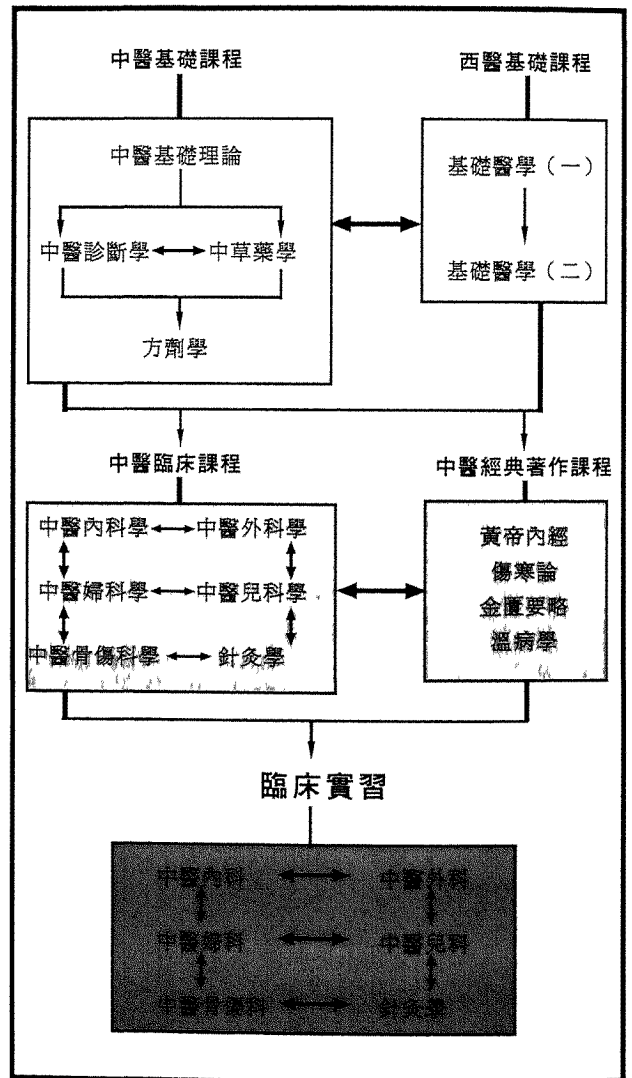 中醫基礎課程
西醫基礎課程
中醫基礎理論
中醫診斷學
中草藥學
方劑學
基礎醫學（一）
基礎醫學（二）
中醫臨床課程
中醫經典著作課程
中醫內科學
中醫外科學
中醫婦科學
中醫兒科學
中醫骨傷科學
針灸學
黃帝內經
傷寒論
金匱要略
溫病學
臨床實習
中醫內科
中醫外科
中醫婦科
中醫兒科
中醫骨傷科
針灸學